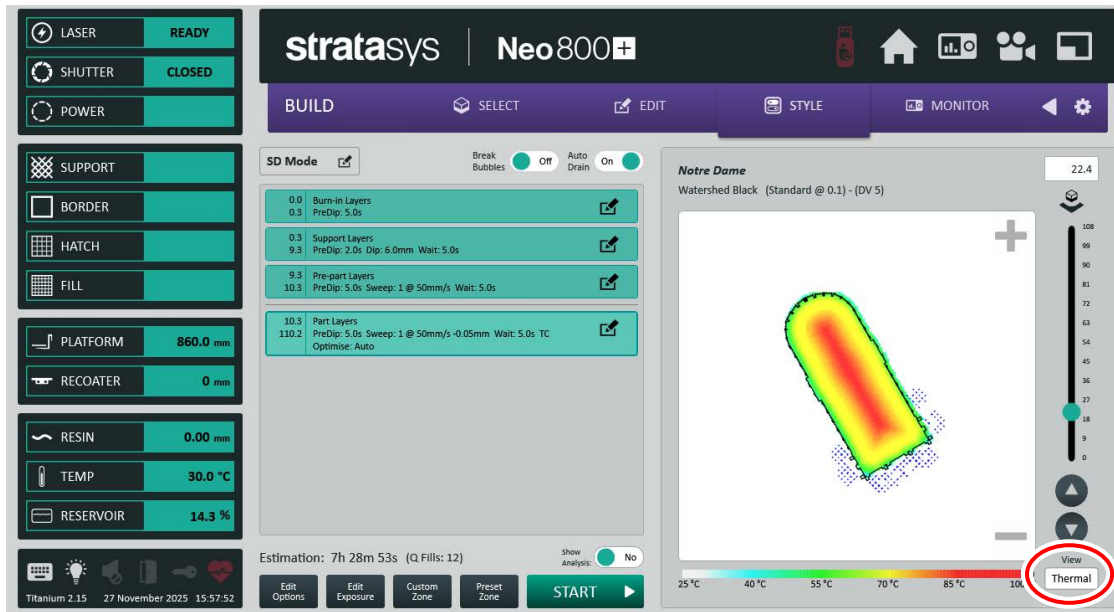 LASER READY
SHUTTER CLOSED
POWER
SUPPORT
BORDER
HATCH
FILL
PLATFORM 860.0 mm
RECOATER 0 mm
RESIN 0.00 mm
TEMP 30.0 °C
RESERVOIR 14.3 %
Titanium 2.15 27 November 2025 15:57:52
stratasys | Neo800+
BUILD SELECT EDIT STYLE MONITOR
SD Mode
Break
Bubbles
Off
Auto
Drain
On
0.0 Burn-in Layers
0.3 PreDip: 5.0s
0.3 Support Layers
9.3 PreDip: 2.0s Dip: 6.0mm Wait: 5.0s
9.3 Pre-part Layers
10.3 PreDip: 5.0s Sweep: 1 @ 50mm/s Wait: 5.0s
10.3 Part Layers
110.2 PreDip: 5.0s Sweep: 1 @ 50mm/s -0.05mm Wait: 5.0s TC
Optimise: Auto
Estimation: 7h 28m 53s (Q Fills: 12)
Show
Analysis:
No
Edit
Options
Edit
Exposure
Custom
Zone
Preset
Zone
START
Notre Dame
Watershed Black (Standard @ 0.1) - (DV 5)
22.4
108
99
90
81
72
63
54
45
36
27
18
9
0
View
Thermal
25 °C 40 °C 55 °C 70 °C 85 °C